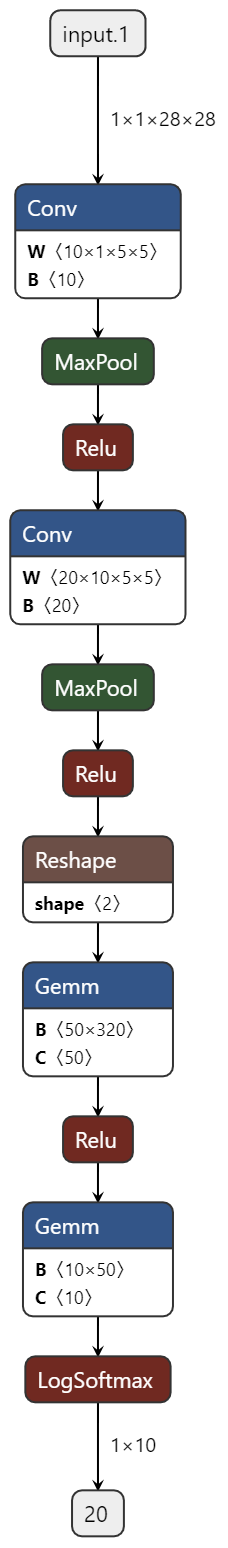 input.1
1×1×28×28
Conv
W〈10×1×5×5〉
B〈10〉
MaxPool
Relu
Conv
W〈20×10×5×5〉
B〈20〉
MaxPool
Relu
Reshape
shape〈2〉
Gemm
B〈50×320〉
C〈50〉
Relu
Gemm
B〈10×50〉
C〈10〉
LogSoftmax
1×10
20